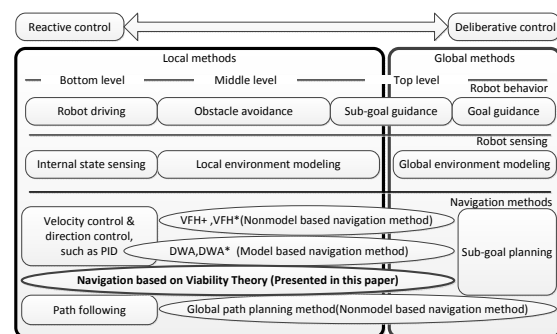 Reactive control
Deliberative control
Local methods
Global methods
Bottom level
Middle level
Top level
Robot behavior
Robot driving
Obstacle avoidance
Sub-goal guidance
Goal guidance
Robot sensing
Internal state sensing
Local environment modeling
Global environment modeling
Navigation methods
Velocity control &
direction control,
such as PID
VFH+ ,VFH*(Nonmodel based navigation method)
DWA,DWA* (Model based navigation method)
Sub-goal planning
Navigation based on Viability Theory (Presented in this paper)
Path following
Global path planning method(Nonmodel based navigation method)